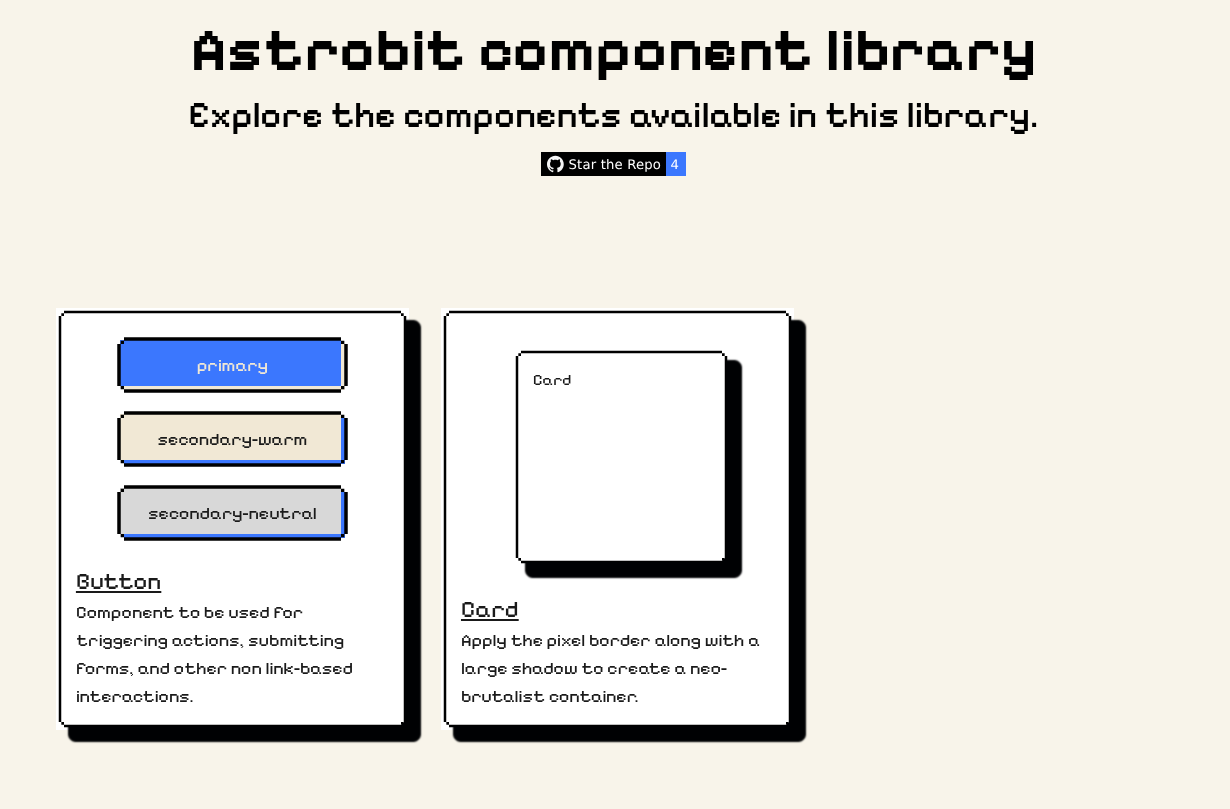 Astrobit component library
Explore the components available in this library.
Star the Repo 4
primary
secondary-warm
secondary-neutral
Button
Component to be used for
triggering actions, submitting
forms, and other non link-based
interactions.
Card
Card
Apply the pixel border along with a
large shadow to create a neo-
brutalist container.